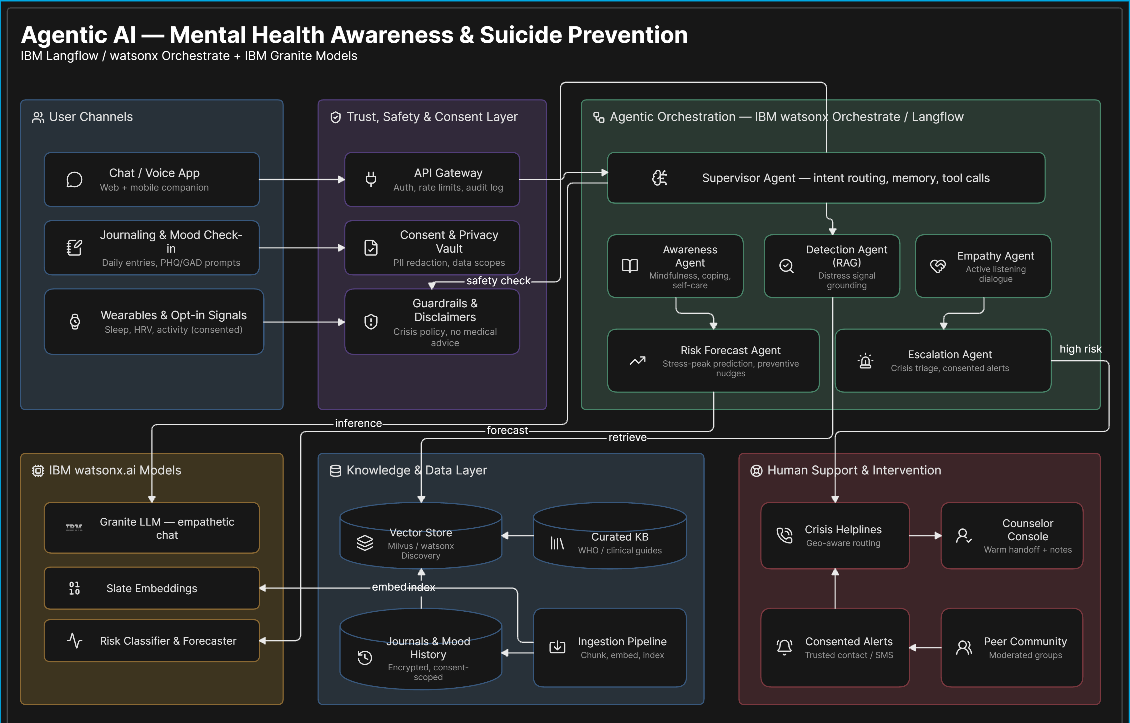 Agentic AI — Mental Health Awareness & Suicide Prevention
IBM Langflow / watsonx Orchestrate + IBM Granite Models
User Channels
Chat / Voice App
Web + mobile companion
Journaling & Mood Check-
in
Daily entries, PHQ/GAD prompts
Wearables & Opt-in Signals
Sleep, HRV, activity (consented)
Trust, Safety & Consent Layer
API Gateway
Auth, rate limits, audit log
Consent & Privacy
Vault
PII redaction, data scopes
safety check
Guardrails &
Disclaimers
Crisis policy, no medical
advice
Agentic Orchestration — IBM watsonx Orchestrate / Langflow
Supervisor Agent — intent routing, memory, tool calls
Awareness
Agent
Mindfulness, coping,
self-care
Detection Agent
(RAG)
Distress signal
grounding
Empathy Agent
Active listening
dialogue
Risk Forecast Agent
Stress-peak prediction, preventive
nudges
Escalation Agent
Crisis triage, consented alerts
high risk
inference
forecast
retrieve
IBM watsonx.ai Models
Granite LLM — empathetic
chat
Slate Embeddings
Risk Classifier & Forecaster
Knowledge & Data Layer
Vector Store
Milvus / watsonx
Discovery
Curated KB
WHO / clinical guides
embed
index
Journals & Mood
History
Encrypted, consent-
scoped
Ingestion Pipeline
Chunk, embed, index
Human Support & Intervention
Crisis Helplines
Geo-aware routing
Counselor
Console
Warm handoff + notes
Consented Alerts
Trusted contact / SMS
Peer Community
Moderated groups